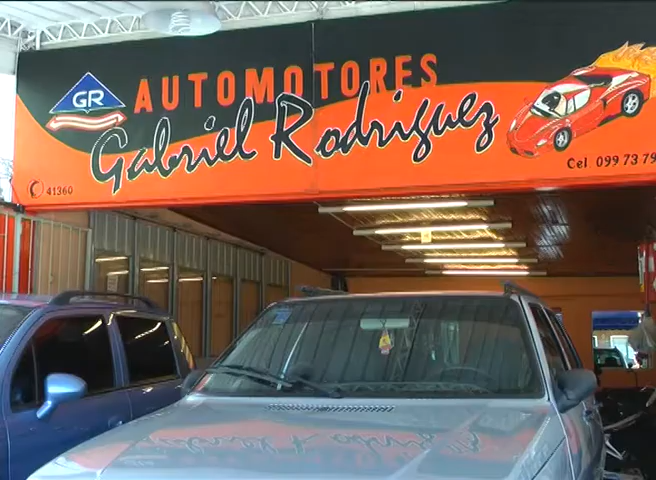 GR
AUTOMOTORES
Gabriel Rodriguez
41360
Cel 099 73 79